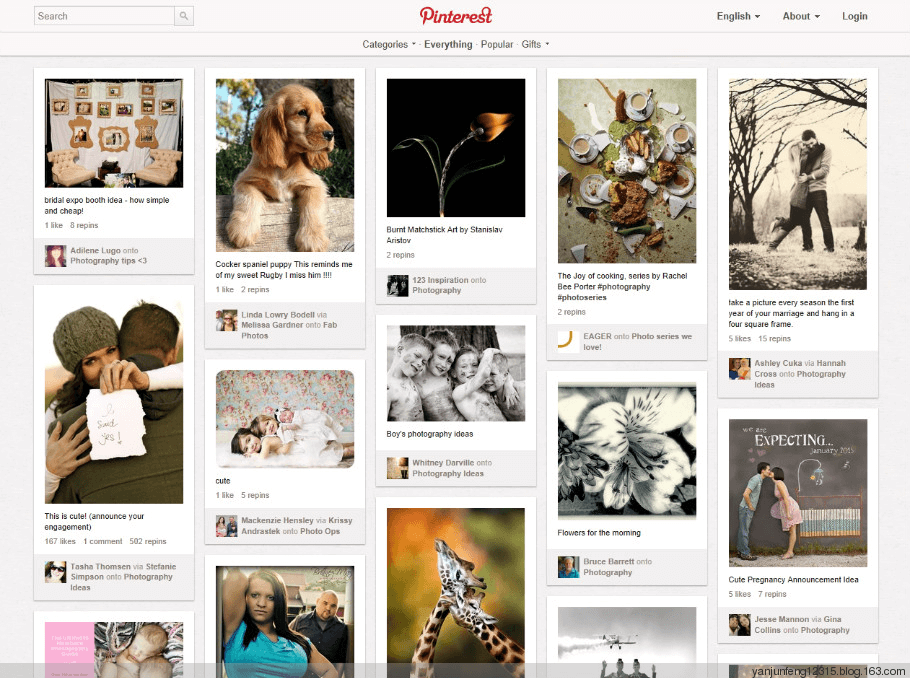 Search
Pinterest
English
About
Login
Categories · Everything · Popular · Gifts
bridal expo booth idea - how simple
and cheap!
1 like 8 repins
Adilene Lugo onto
Photography tips <3
I
said
yes!
This is cute! (announce your
engagement)
167 likes 1 comment 502 repins
Tasha Thomsen via Stefanie
Simpson onto Photography
Ideas
Cocker spaniel puppy This reminds me
of my sweet Rugby I miss him !!!!
1 like 2 repins
Linda Lowry Bodell via
Melissa Gardner onto Fab
Photos
cute
1 like 5 repins
Mackenzie Hensley via Krissy
Andrastek onto Photo Ops
Burnt Matchstick Art by Stanislav
Aristov
2 repins
123 Inspiration onto
Photography
Boy's photography ideas
Whitney Darville onto
Photography Ideas
The Joy of cooking, series by Rachel
Bee Porter #photography
#photoseries
2 repins
EAGER onto Photo series we
love!
Flowers for the morning
Bruce Barrett onto
Photography
take a picture every season the first
year of your marriage and hang in a
four square frame.
5 likes 15 repins
Ashley Cuka via Hannah
Cross onto Photography
Ideas
we are
EXPECTING...
january 2013
Cute Pregnancy Announcement Idea
5 likes 7 repins
Jesse Mannon via Gina
Collins onto Photography
yanjunfeng12315.blog.163.com